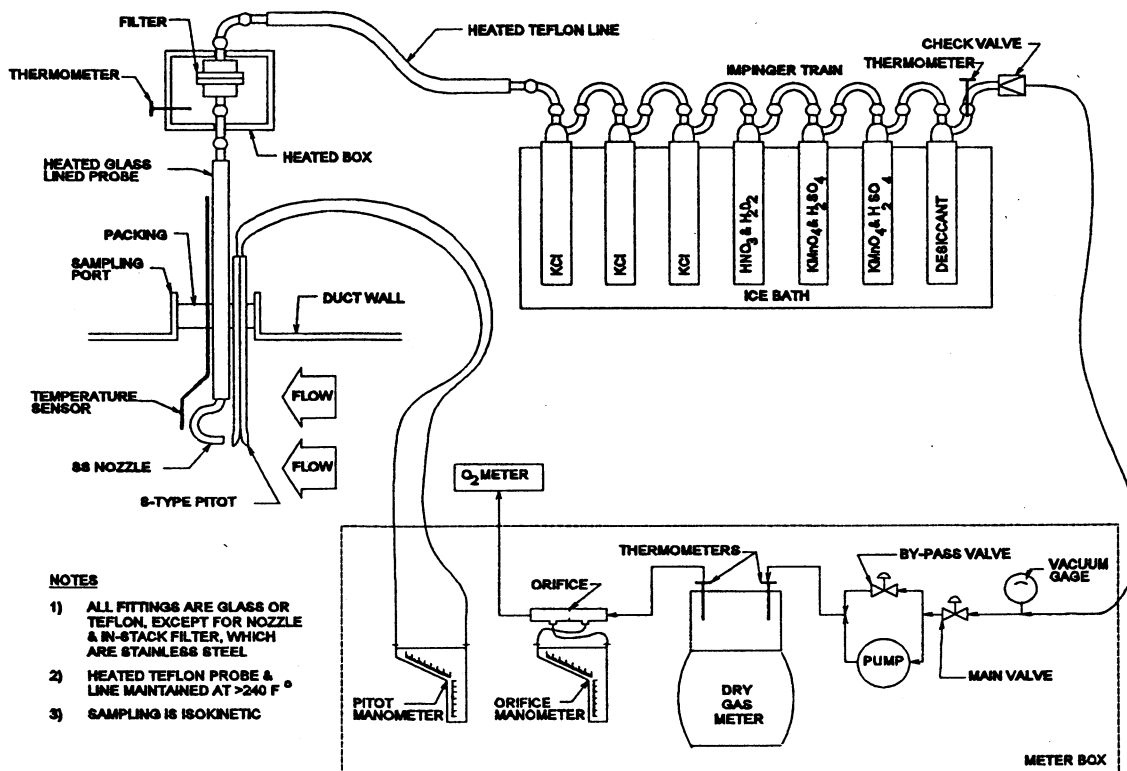 FILTER
THERMOMETER
HEATED TEFLON LINE
CHECK VALVE
THERMOMETER
IMPINGER TRAIN
HEATED BOX
HEATED GLASS
LINED PROBE
PACKING
SAMPLING
PORT
DUCT WALL
KCl
KCl
KCl
HNO3 & H2O2
KMnO4 & H2SO4
KMnO4 & H2SO4
DESICCANT
ICE BATH
TEMPERATURE
SENSOR
FLOW
SS NOZZLE
FLOW
S-TYPE PITOT
O2 METER
THERMOMETERS
BY-PASS VALVE
VACUUM
GAGE
ORIFICE
NOTES
1) ALL FITTINGS ARE GLASS OR
TEFLON, EXCEPT FOR NOZZLE
& IN-STACK FILTER, WHICH
ARE STAINLESS STEEL
2) HEATED TEFLON PROBE &
LINE MAINTAINED AT >240 F °
3) SAMPLING IS ISOKINETIC
PITOT
MANOMETER
ORIFICE
MANOMETER
DRY
GAS
METER
PUMP
MAIN VALVE
METER BOX